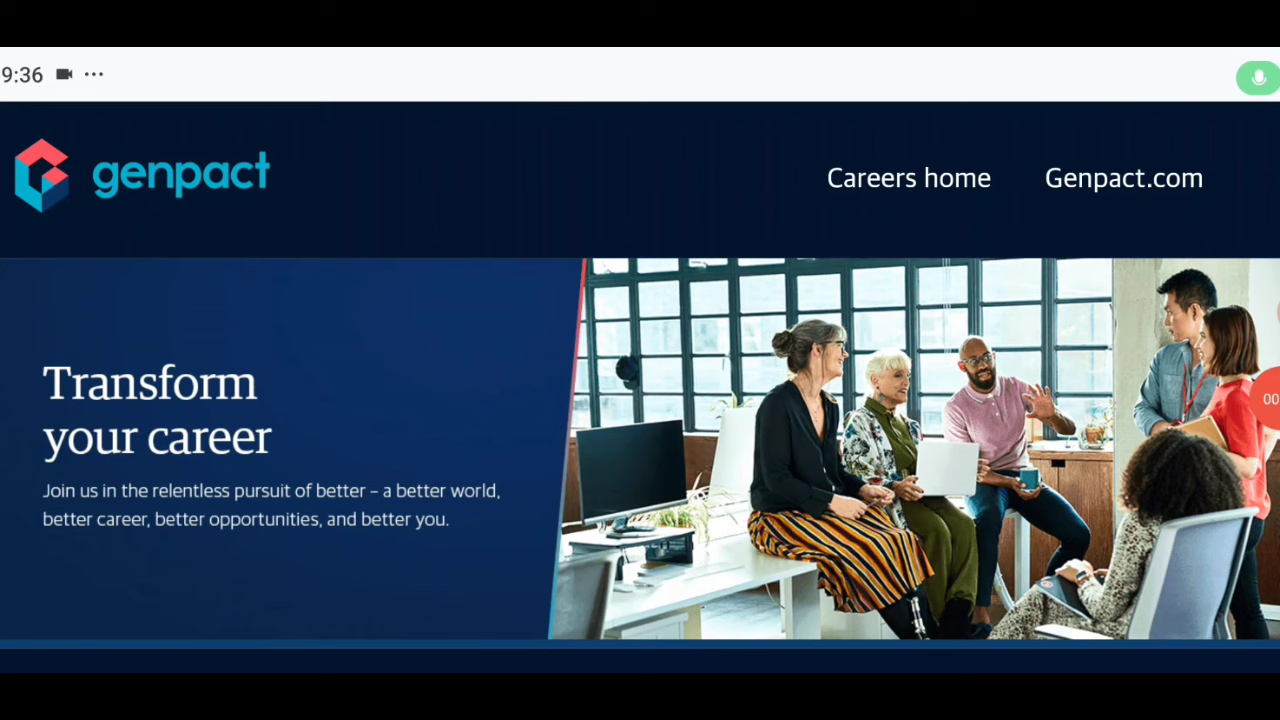 9:36
genpact
Careers home Genpact.com
Transform
your career
Join us in the relentless pursuit of better – a better world,
better career, better opportunities, and better you.
00